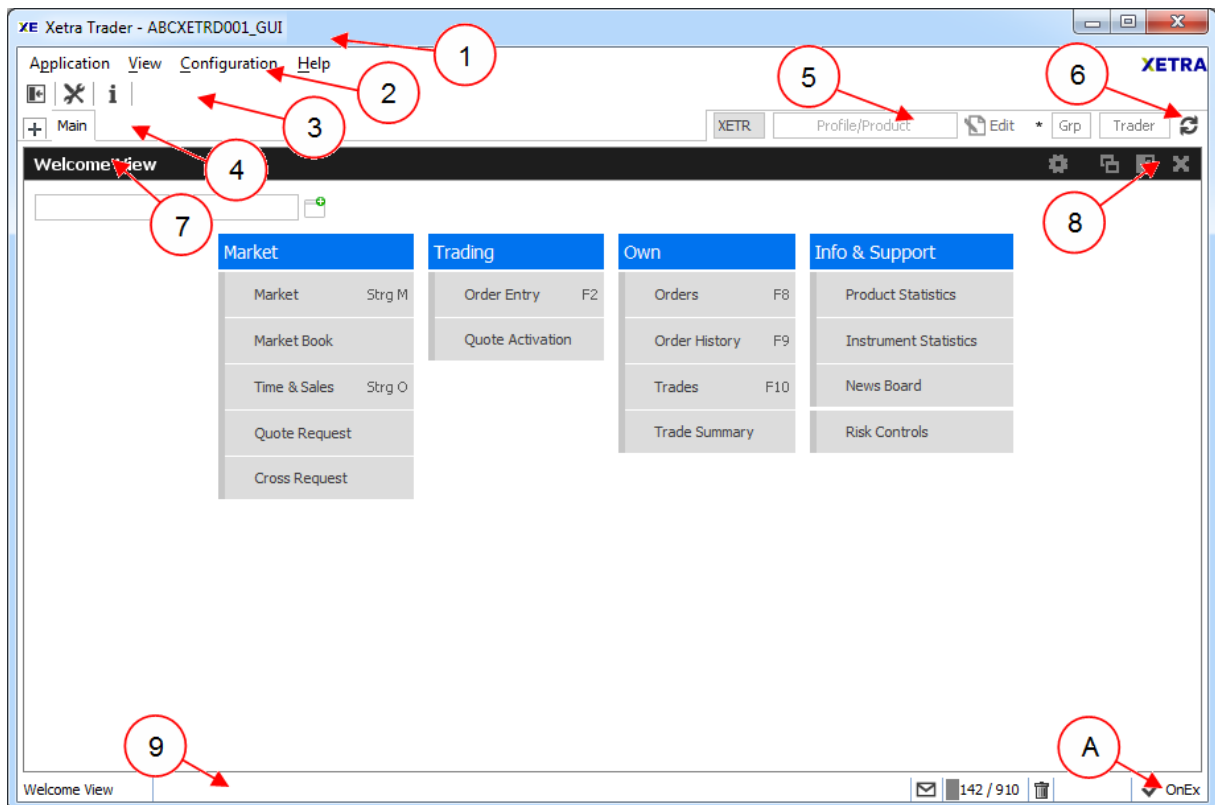 XE Xetra Trader - ABCXETRD001_GUI
1
Application View Configuration Help
XETRA
2
3
5
6
+ Main
XETR Profile/Product Edit * Grp Trader
4
Welcome View
7
8
Market
Market Strg M
Market Book
Time & Sales Strg O
Quote Request
Cross Request
Trading
Order Entry F2
Quote Activation
Own
Orders F8
Order History F9
Trades F10
Trade Summary
Info & Support
Product Statistics
Instrument Statistics
News Board
Risk Controls
9
A
Welcome View
142 / 910
OnEx